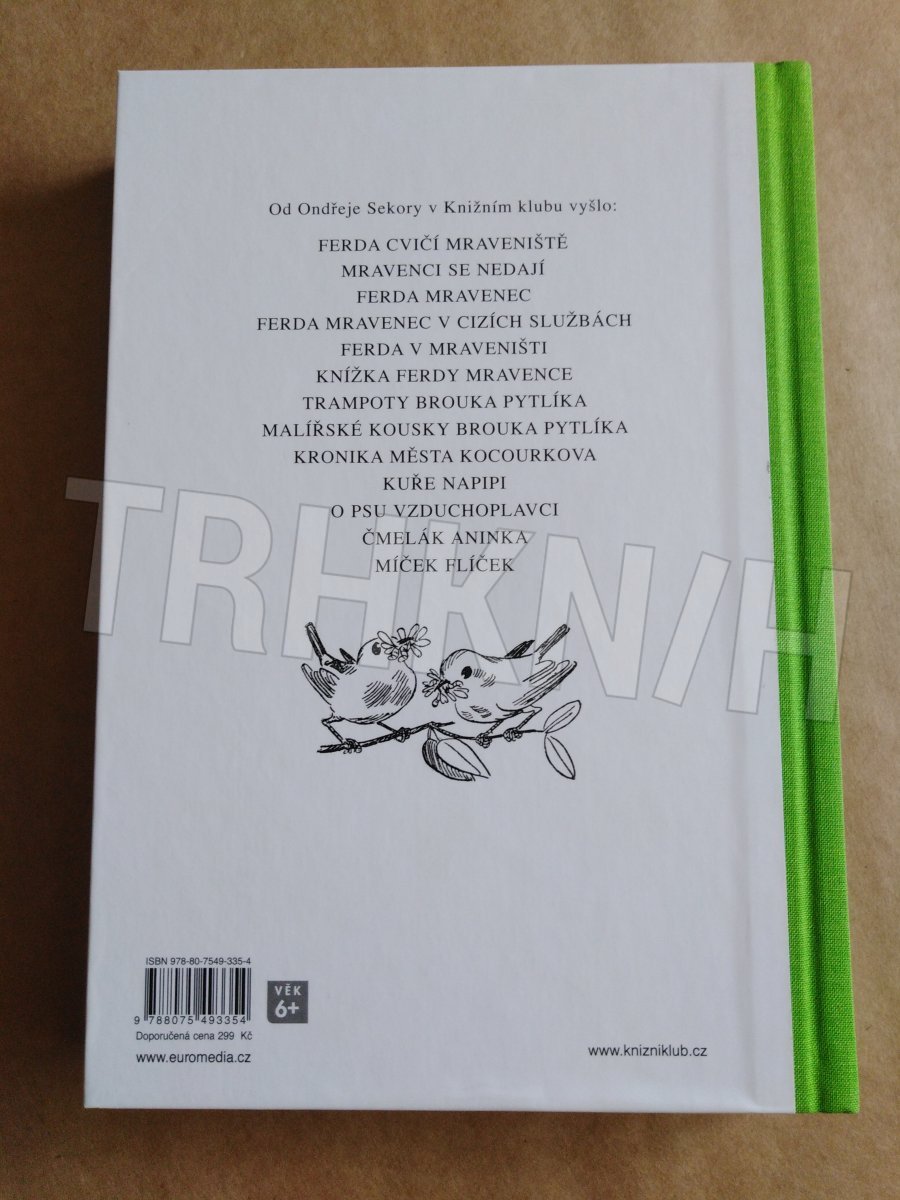 Od Ondřeje Sekory v Knižním klubu vyšlo:
FERDA CVIČÍ MRAVENIŠTĚ
MRAVENCI SE NEDAJÍ
FERDA MRAVENEC
FERDA MRAVENEC V CIZÍCH SLUŽBÁCH
FERDA V MRAVENIŠTI
KNÍŽKA FERDY MRAVENCE
TRAMPOTY BROUKA PYTLÍKA
MALÍŘSKÉ KOUSKY BROUKA PYTLÍKA
KRONIKA MĚSTA KOCOURKOVA
KUŘE NAPIPI
O PSU VZDUCHOPLAVCI
ČMELÁK ANINKA
MÍČEK FLÍČEK
TRHKNIH
ISBN 978-80-7549-335-4
9 788075 493354
VĚK
6+
Doporučená cena 299 Kč
www.euromedia.cz
www.knizniklub.cz